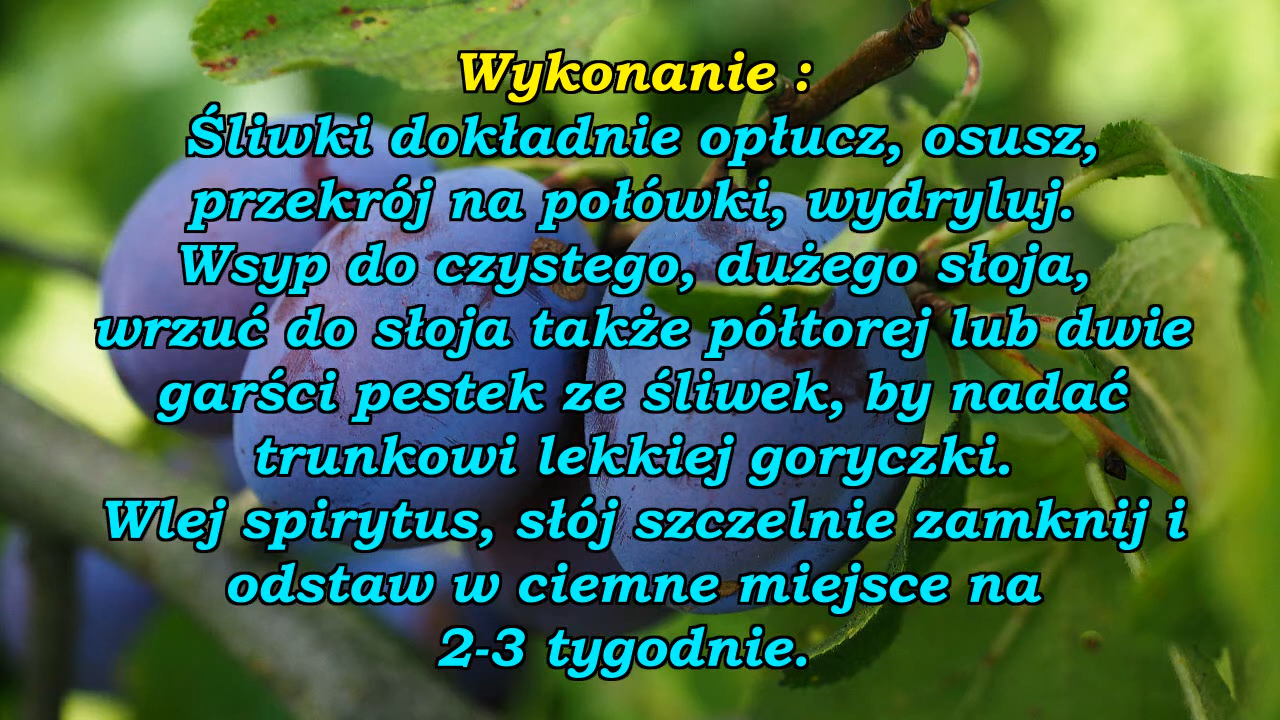 Wykonanie :
Śliwki dokładnie opłucz, osusz,
przekrój na połówki, wydryluj.
Wsyp do czystego, dużego słoja,
wrzuć do słoja także półtorej lub dwie
garści pestek ze śliwek, by nadać
trunkowi lekkiej goryczki.
Wlej spirytus, słój szczelnie zamknij i
odstaw w ciemne miejsce na
2-3 tygodnie.